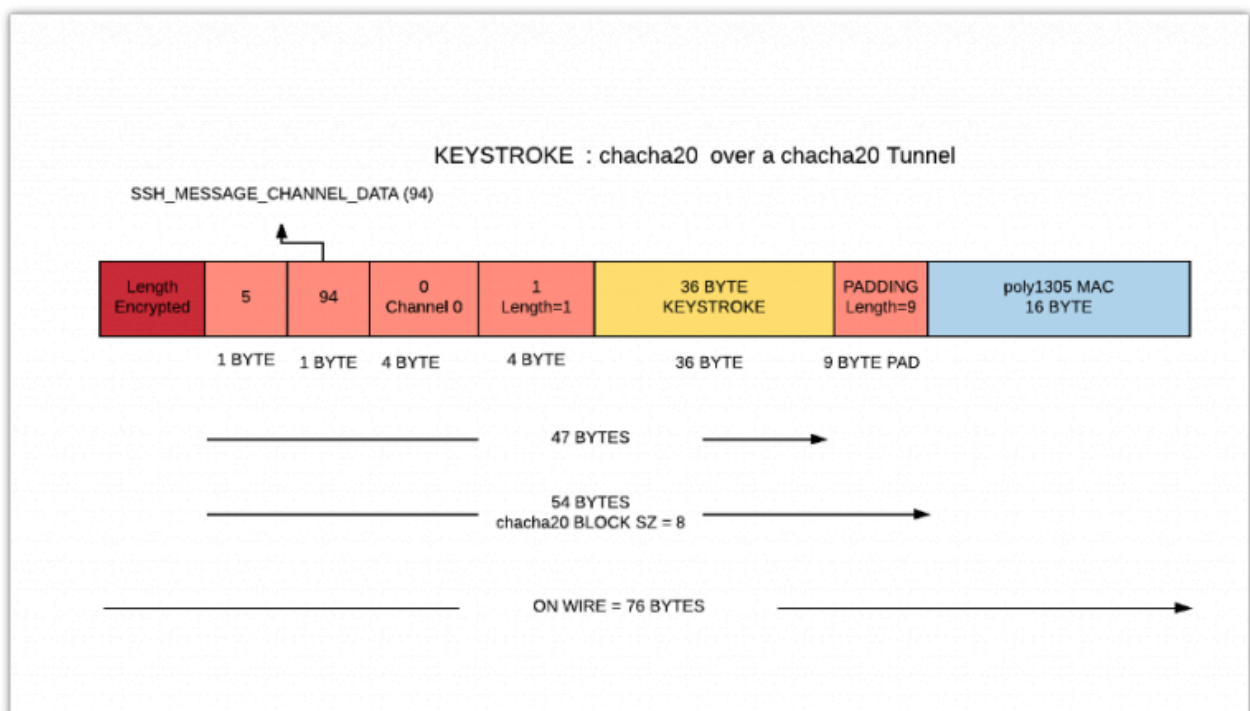 KEYSTROKE : chacha20 over a chacha20 Tunnel
SSH_MESSAGE_CHANNEL_DATA (94)
Length
Encrypted
5
94
0
Channel 0
1
Length=1
36 BYTE
KEYSTROKE
PADDING
Length=9
poly1305 MAC
16 BYTE
1 BYTE
1 BYTE
4 BYTE
4 BYTE
36 BYTE
9 BYTE PAD
47 BYTES
54 BYTES
chacha20 BLOCK SZ = 8
ON WIRE = 76 BYTES